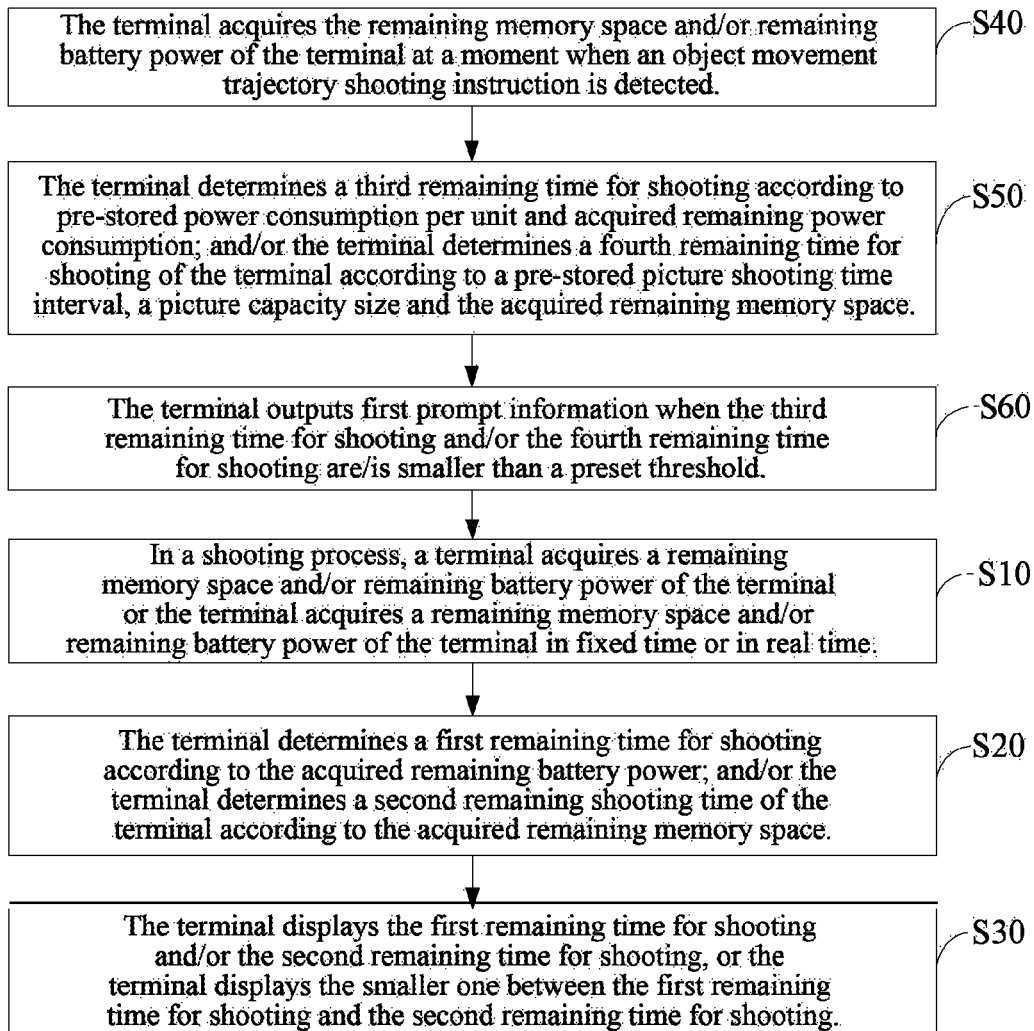 The terminal acquires the remaining memory space and/or remaining
battery power of the terminal at a moment when an object movement
trajectory shooting instruction is detected.
S40
The terminal determines a third remaining time for shooting according to
pre-stored power consumption per unit and acquired remaining power
consumption; and/or the terminal determines a fourth remaining time for
shooting of the terminal according to a pre-stored picture shooting time
interval, a picture capacity size and the acquired remaining memory space.
S50
The terminal outputs first prompt information when the third
remaining time for shooting and/or the fourth remaining time
for shooting are/is smaller than a preset threshold.
S60
In a shooting process, a terminal acquires a remaining
memory space and/or remaining battery power of the terminal
or the terminal acquires a remaining memory space and/or
remaining battery power of the terminal in fixed time or in real time.
S10
The terminal determines a first remaining time for shooting
according to the acquired remaining battery power; and/or the
terminal determines a second remaining shooting time of the
terminal according to the acquired remaining memory space.
S20
The terminal displays the first remaining time for shooting
and/or the second remaining time for shooting, or the
terminal displays the smaller one between the first remaining
time for shooting and the second remaining time for shooting.
S30